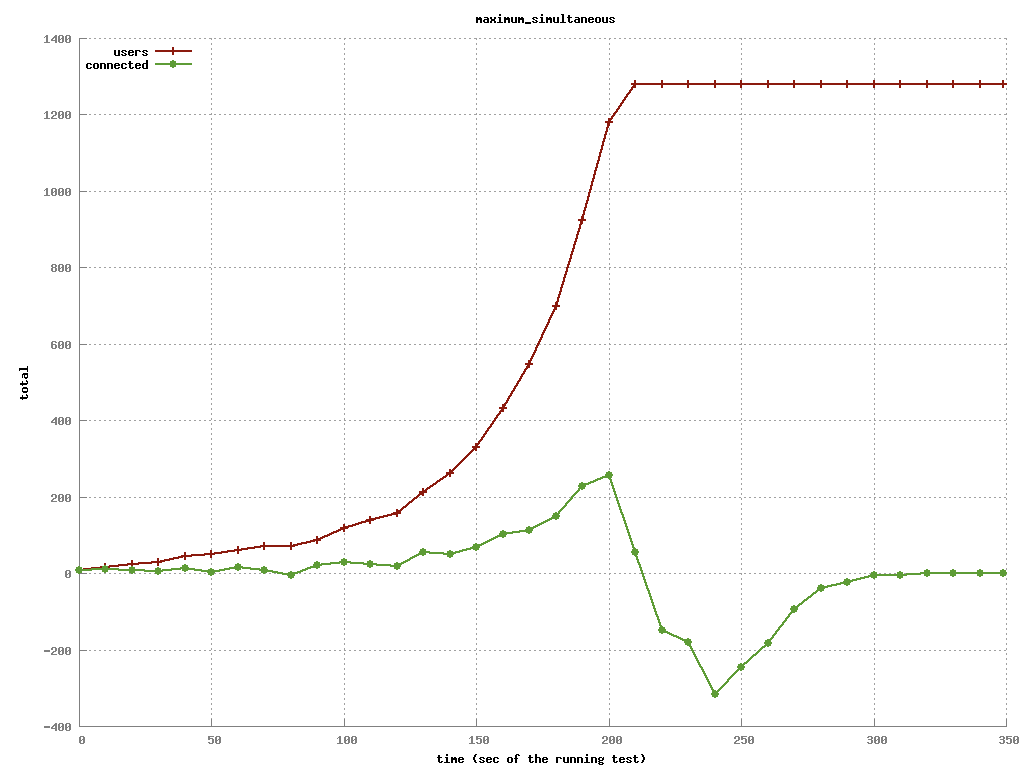 maximum_simultaneous
users
connected
1400
1200
1000
800
600
400
200
0
-200
-400
total
0 50 100 150 200 250 300 350
time (sec of the running test)